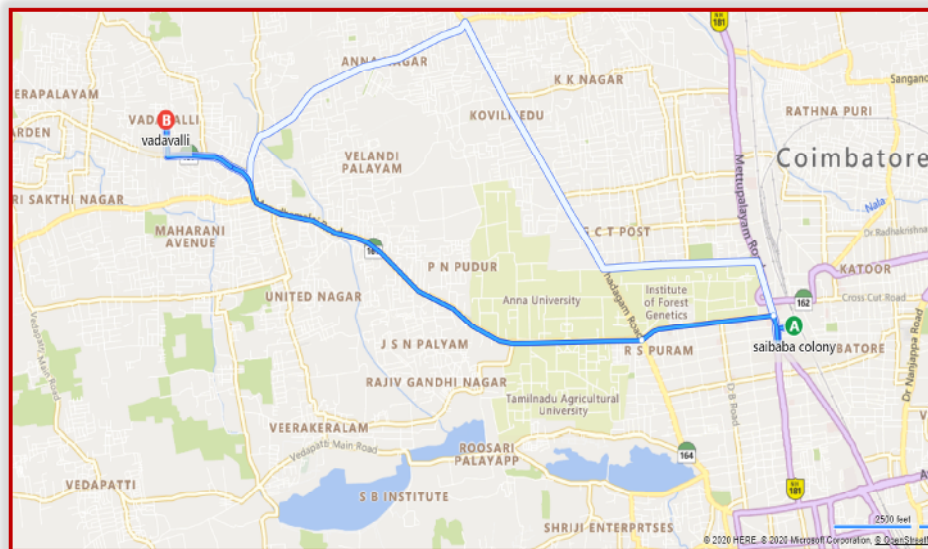 NH
181
ANNA NAGAR
K K NAGAR
Sangano
ERAPALAYAM
VADAVALLI
B
vadavalli
ARDEN
KOVILMEDU
RATHNA PURI
VELANDI
PALAYAM
Coimbatore
Mettupalayam Road
RI SAKTHI NAGAR
MAHARANI
AVENUE
Nala
Dr.Radhakrishna
G C T POST
P N PUDUR
KATOOR
UNITED NAGAR
Anna University
Institute
of Forest
Genetics
162
Cross Cut Road
A
saibaba colony
BATORE
J S N PALYAM
R S PURAM
Vedapatti Main Road
RAJIV GANDHI NAGAR
D B Road
Dr Nanjappa Road
Tamilnadu Agricultural
University
VEERAKERALAM
Vedapatti Main Road
ROOSARI
PALAYAPP
164
VEDAPATTI
S B INSTITUTE
NH
181
SHRIJI ENTERPRTSES
2500 feet
© 2020 HERE, © 2020 Microsoft Corporation, © OpenStreetM